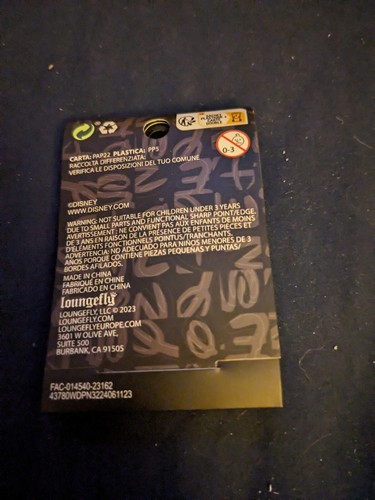 0-3
CARTA: PAP22 PLASTICA: PP5
RACCOLTA DIFFERENZIATA:
VERIFICA LE DISPOSIZIONI DEL TUO COMUNE
©DISNEY
WWW.DISNEY.COM
WARNING: NOT SUITABLE FOR CHILDREN UNDER 3 YEARS
DUE TO SMALL PARTS AND FUNCTIONAL SHARP POINT/EDGE.
AVERTISSEMENT: NE CONVIENT PAS AUX ENFANTS DE MOINS
DE 3 ANS EN RAISON DE LA PRÉSENCE DE PETITES PIECES ET
D'ÉLÉMENTS FONCTIONNELS POINTUS/TRANCHANTS.
ADVERTENCIA: NO ADECUADO PARA NIÑOS MENORES DE 3
AÑOS PORQUE CONTIENE PIEZAS PEQUENAS Y PUNTAS/
BORDES AFILADOS.
MADE IN CHINA
FABRIQUÉ EN CHINE
FABRICADO EN CHINA
loungefly
LOUNGEFLY, LLC © 2023
LOUNGEFLY.COM
LOUNGEFLYEUROPE.COM
3601 W OLIVE AVE.
SUITE 500
BURBANK, CA 91505
FAC-014540-23162
43780WDPN3224061123